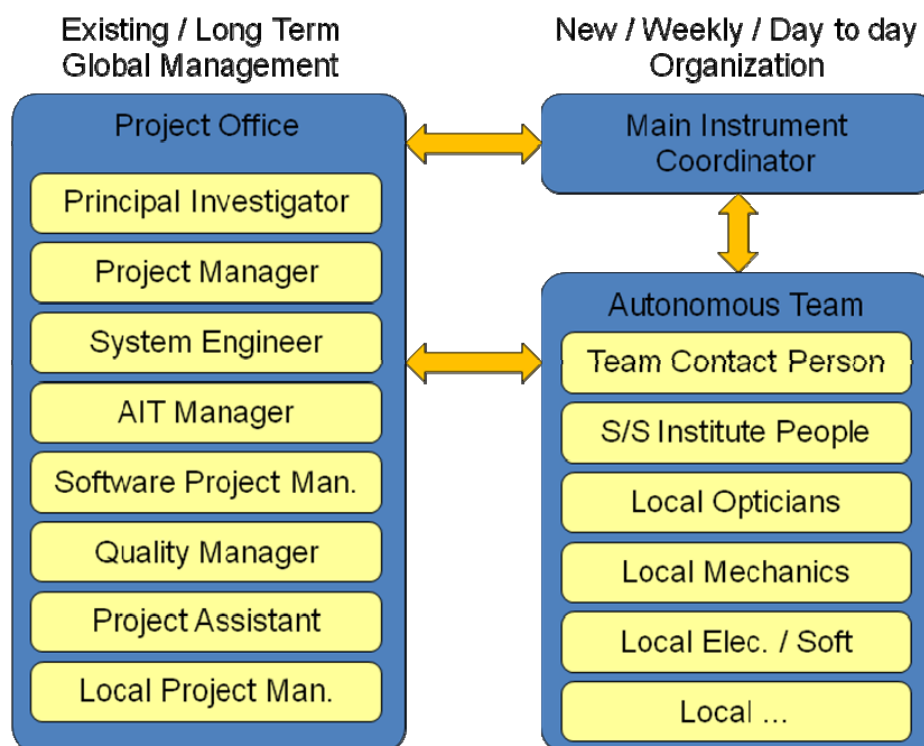 Existing / Long Term
Global Management
Project Office
Principal Investigator
Project Manager
System Engineer
AIT Manager
Software Project Man.
Quality Manager
Project Assistant
Local Project Man.
New / Weekly / Day to day
Organization
Main Instrument
Coordinator
Autonomous Team
Team Contact Person
S/S Institute People
Local Opticians
Local Mechanics
Local Elec. / Soft
Local ...